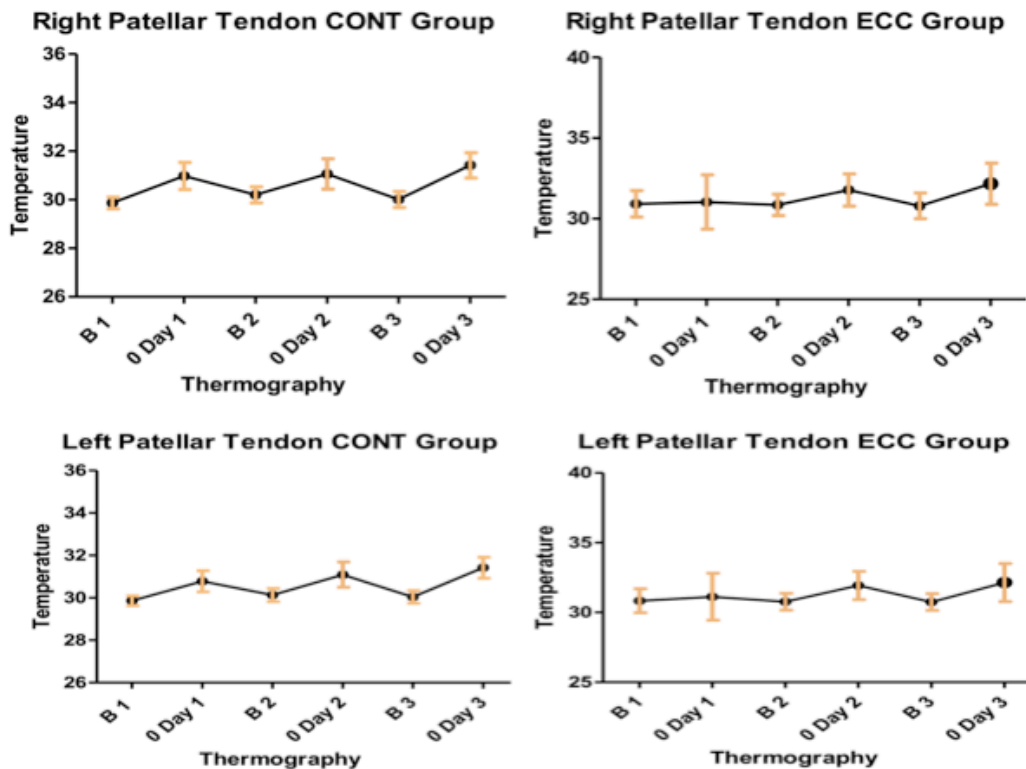 Right Patellar Tendon CONT Group
36
34
32
30
28
26
Temperature
B 1
0 Day 1
B 2
0 Day 2
B 3
0 Day 3
Thermography
Right Patellar Tendon ECC Group
40
35
30
25
Temperature
B 1
0 Day 1
B 2
0 Day 2
B 3
0 Day 3
Thermography
Left Patellar Tendon CONT Group
36
34
32
30
28
26
Temperature
B 1
0 Day 1
B 2
0 Day 2
B 3
0 Day 3
Thermography
Left Patellar Tendon ECC Group
40
35
30
25
Temperature
B 1
0 Day 1
B 2
0 Day 2
B 3
0 Day 3
Thermography